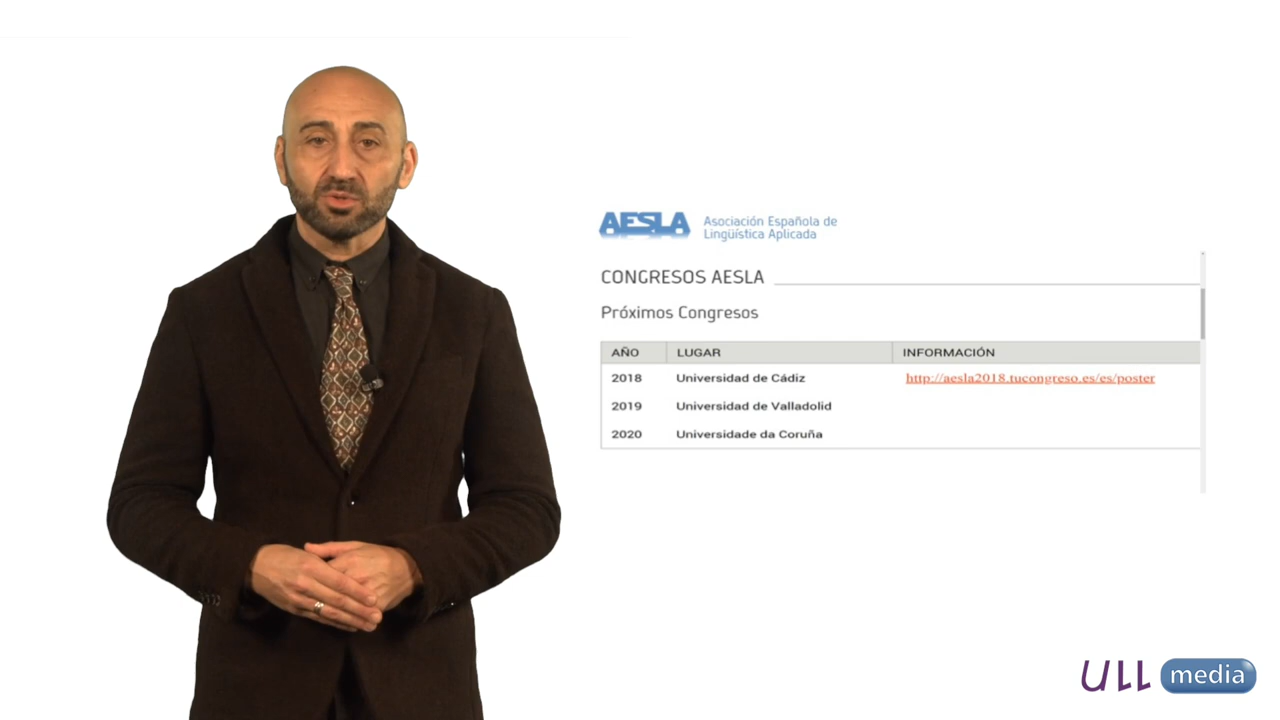 AESLA
Asociación Española de
Lingüística Aplicada
CONGRESOS AESLA
Próximos Congresos
AÑO LUGAR INFORMACIÓN
2018 Universidad de Cádiz http://aesla2018.tucongreso.es/es/poster
2019 Universidad de Valladolid
2020 Universidade da Coruña
ULL media